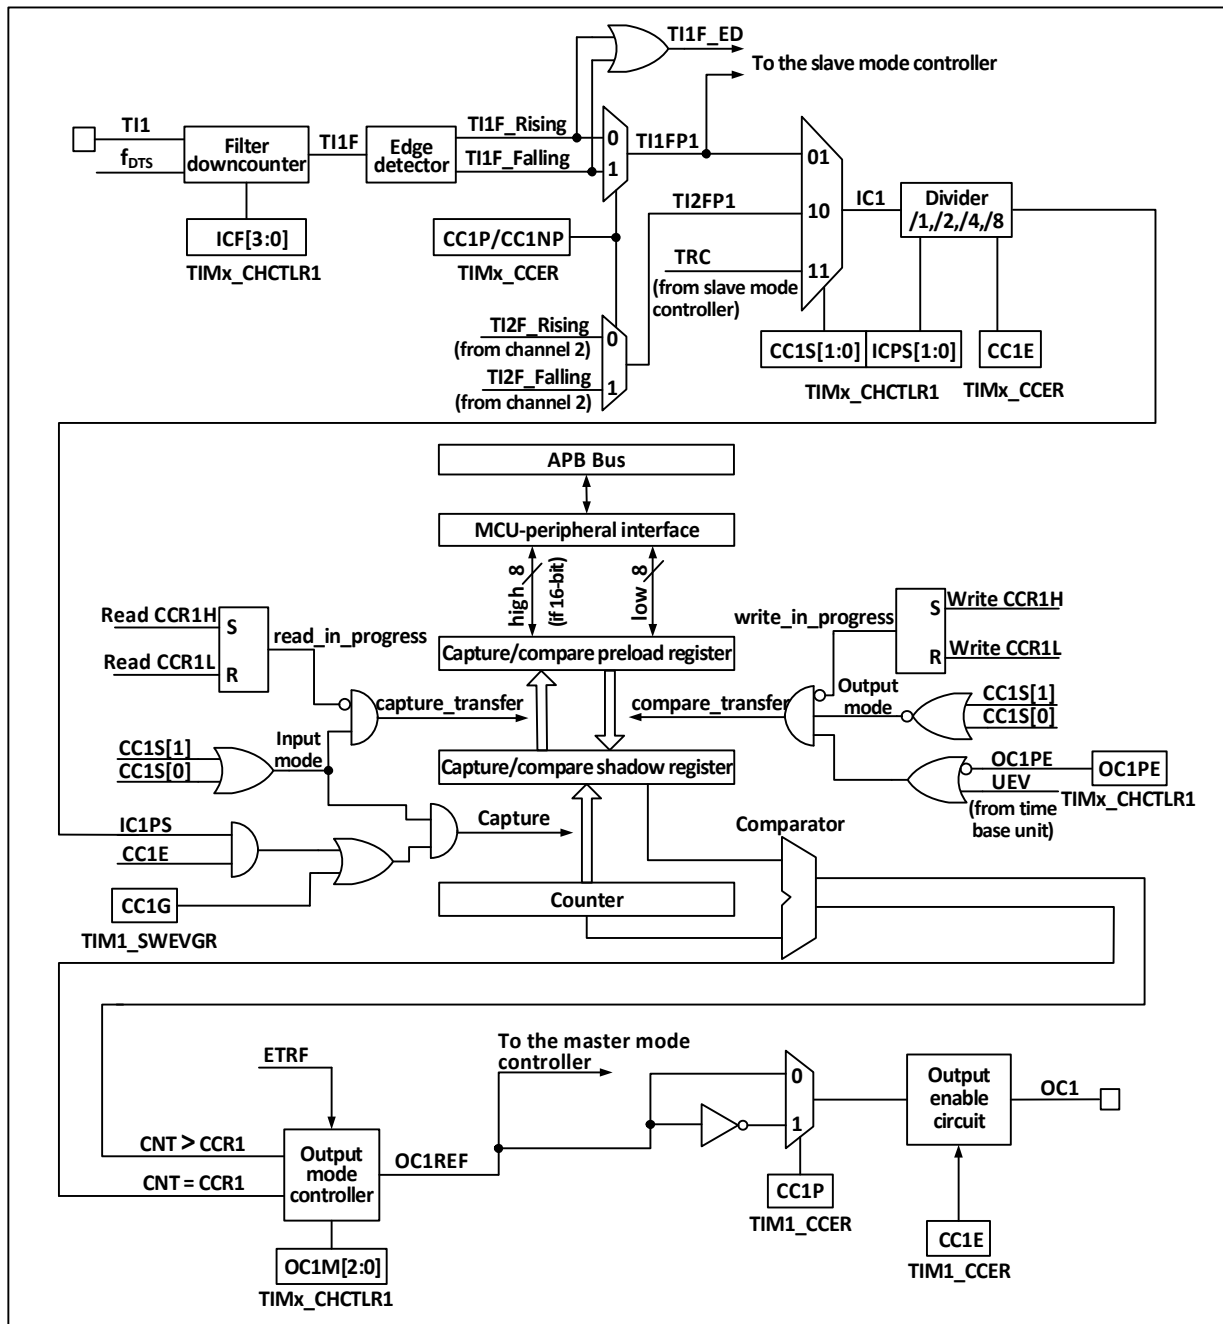 TI1F_ED
To the slave mode controller
TI1
fDTS
Filter
downcounter
TI1F
Edge
detector
TI1F_Rising
TI1F_Falling
0
1
TI1FP1
01
10
11
IC1
Divider
/1,/2,/4,/8
ICF[3:0]
TIMx_CHCTLR1
CC1P/CC1NP
TIMx_CCER
TI2FP1
TRC
(from slave mode
controller)
TI2F_Rising
(from channel 2)
TI2F_Falling
(from channel 2)
0
1
CC1S[1:0]
ICPS[1:0]
TIMx_CHCTLR1
CC1E
TIMx_CCER
APB Bus
MCU-peripheral interface
high 8
(if 16-bit)
low 8
Read CCR1H
Read CCR1L
S
R
read_in_progress
write_in_progress
S
R
Write CCR1H
Write CCR1L
Capture/compare preload register
capture_transfer
compare_transfer
Output
mode
CC1S[1]
CC1S[0]
CC1S[1]
CC1S[0]
Input
mode
Capture/compare shadow register
OC1PE
UEV
(from time
base unit)
OC1PE
TIMx_CHCTLR1
IC1PS
CC1E
CC1G
TIM1_SWEVGR
Capture
Comparator
Counter
ETRF
To the master mode
controller
CNT > CCR1
CNT = CCR1
Output
mode
controller
OC1REF
OC1M[2:0]
TIMx_CHCTLR1
0
1
CC1P
TIM1_CCER
Output
enable
circuit
OC1
CC1E
TIM1_CCER